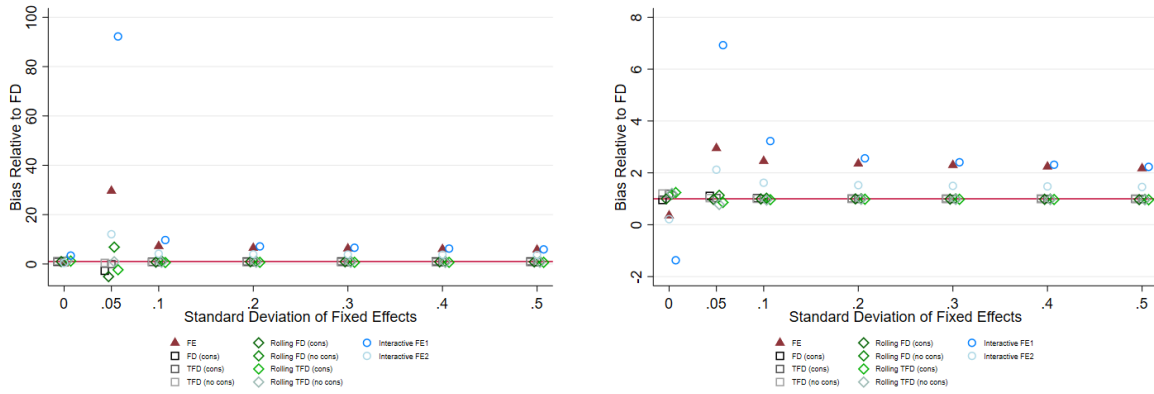 Bias Relative to FD
100
80
60
40
20
0
0 .05 .1 .2 .3 .4 .5
Standard Deviation of Fixed Effects
FE Rolling FD (cons) Interactive FE1
FD (cons) Rolling FD (no cons) Interactive FE2
TFD (cons) Rolling TFD (cons)
TFD (no cons) Rolling TFD (no cons)
Bias Relative to FD
8
6
4
2
0
-2
0 .05 .1 .2 .3 .4 .5
Standard Deviation of Fixed Effects
FE Rolling FD (cons) Interactive FE1
FD (cons) Rolling FD (no cons) Interactive FE2
TFD (cons) Rolling TFD (cons)
TFD (no cons) Rolling TFD (no cons)